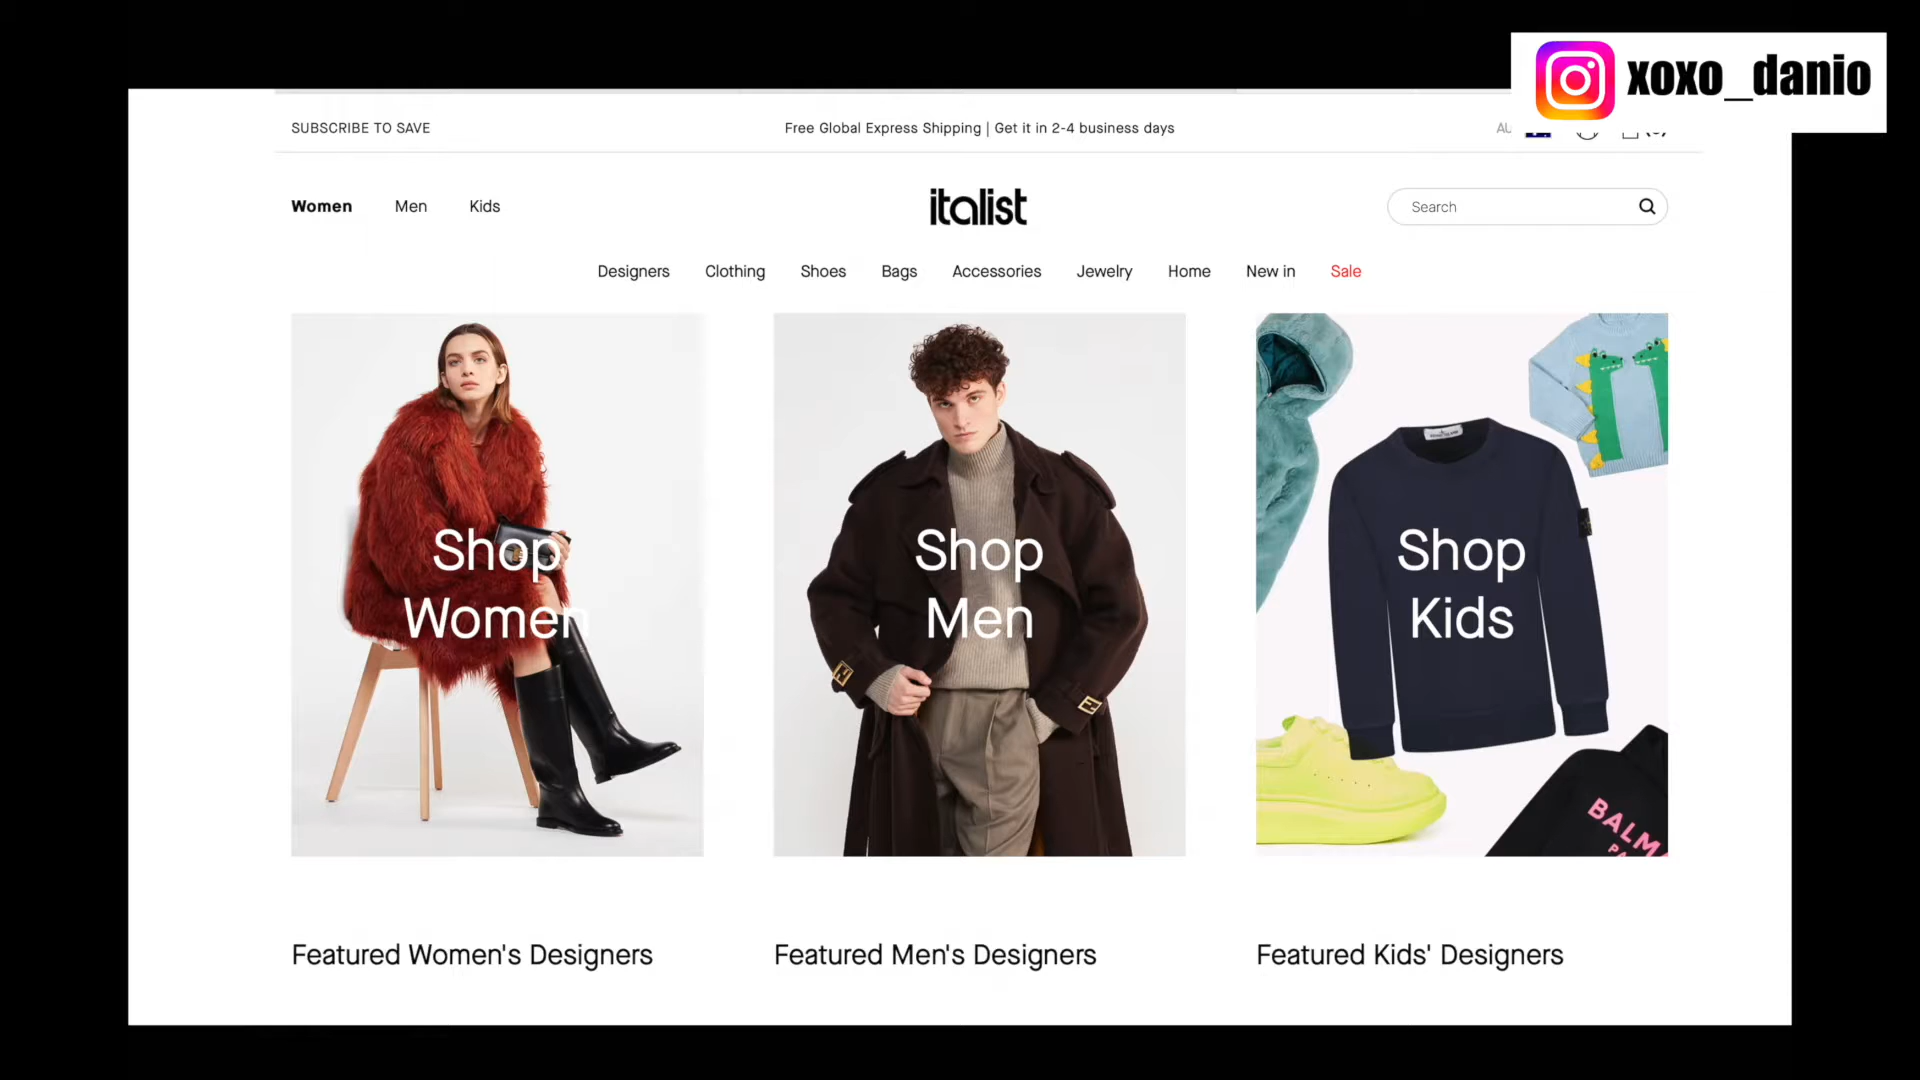 xoxo_danio
SUBSCRIBE TO SAVE
Free Global Express Shipping | Get it in 2-4 business days
AU
Women
Men
Kids
italist
Search
Designers
Clothing
Shoes
Bags
Accessories
Jewelry
Home
New in
Sale
Shop
Women
Shop
Men
Shop
Kids
Featured Women's Designers
Featured Men's Designers
Featured Kids' Designers